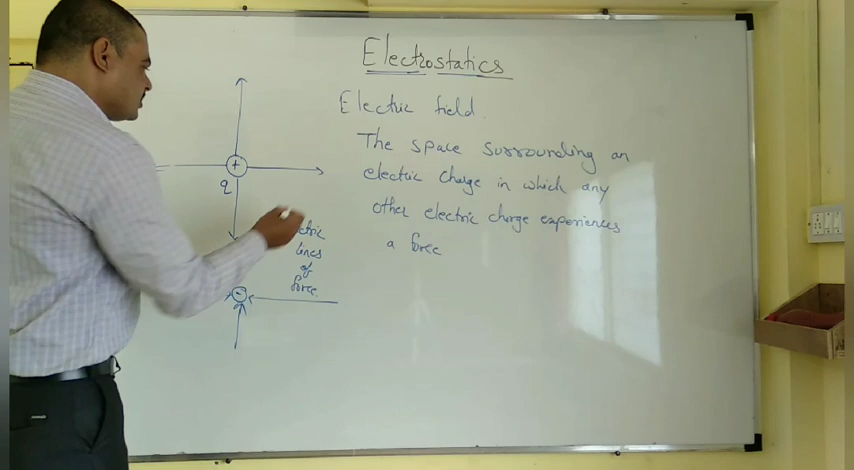 Electrostatics
Electric field.
The space surrounding an
electric charge in which any
other electric charge experiences
a force
+
q
lines
of
force.
-